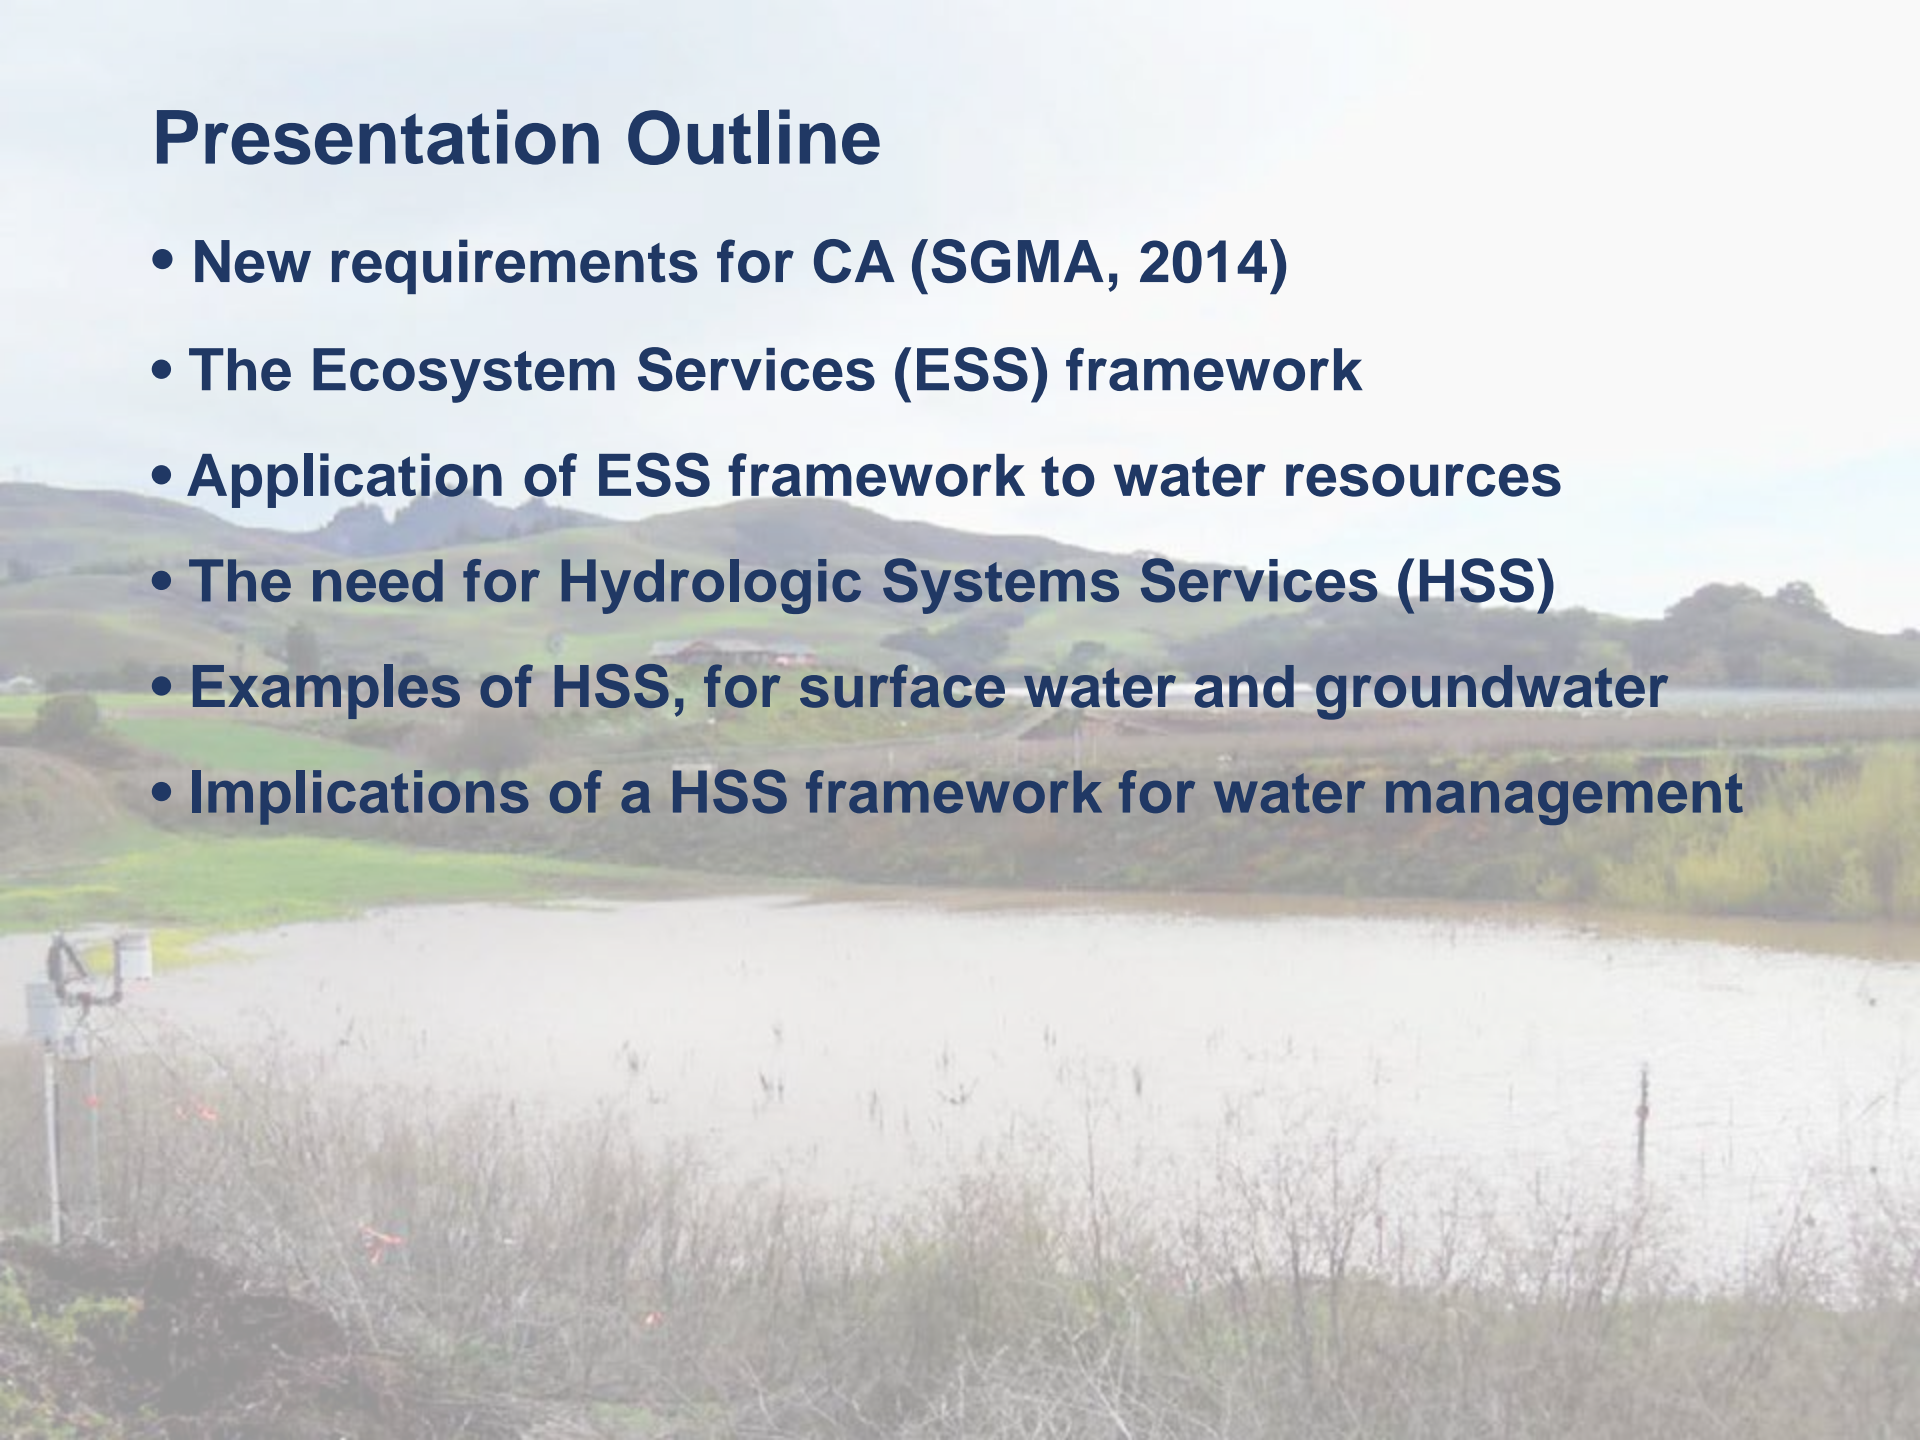 Presentation Outline
• New requirements for CA (SGMA, 2014)
• The Ecosystem Services (ESS) framework
• Application of ESS framework to water resources
• The need for Hydrologic Systems Services (HSS)
• Examples of HSS, for surface water and groundwater
• Implications of a HSS framework for water management